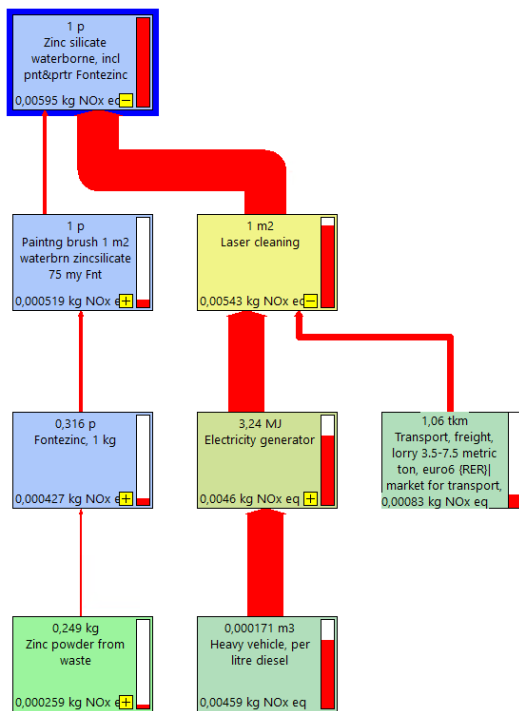 1 p
Zinc silicate
waterborne, incl
pnt&prtr Fontezinc
0,00595 kg NOx eq
1 p
Paintng brush 1 m2
waterbrn zincsilicate
75 my Fnt
0,000519 kg NOx e
1 m2
Laser cleaning
0,00543 kg NOx eq
0,316 p
Fontezinc, 1 kg
0,000427 kg NOx e
3,24 MJ
Electricity generator
0,0046 kg NOx eq
1,06 tkm
Transport, freight,
lorry 3.5-7.5 metric
ton, euro6 {RER}|
market for transport,
0,00083 kg NOx eq
0,249 kg
Zinc powder from
waste
0,000259 kg NOx e
0,000171 m3
Heavy vehicle, per
litre diesel
0,00459 kg NOx eq